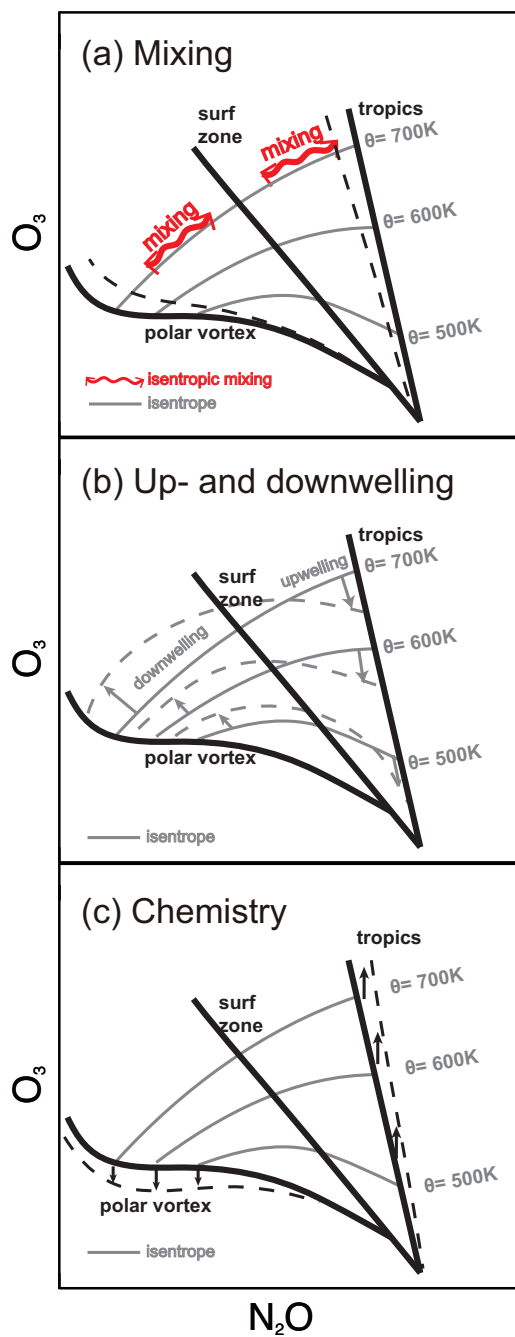 (a) Mixing
surf
zone
tropics
mixing
mixing
θ= 700K
θ= 600K
θ= 500K
O₃
polar vortex
isentropic mixing
isentrope
(b) Up- and downwelling
tropics
surf
zone
upwelling
θ= 700K
downwelling
θ= 600K
O₃
polar vortex
θ= 500K
isentrope
(c) Chemistry
tropics
surf
zone
θ= 700K
θ= 600K
O₃
θ= 500K
polar vortex
isentrope
N₂O